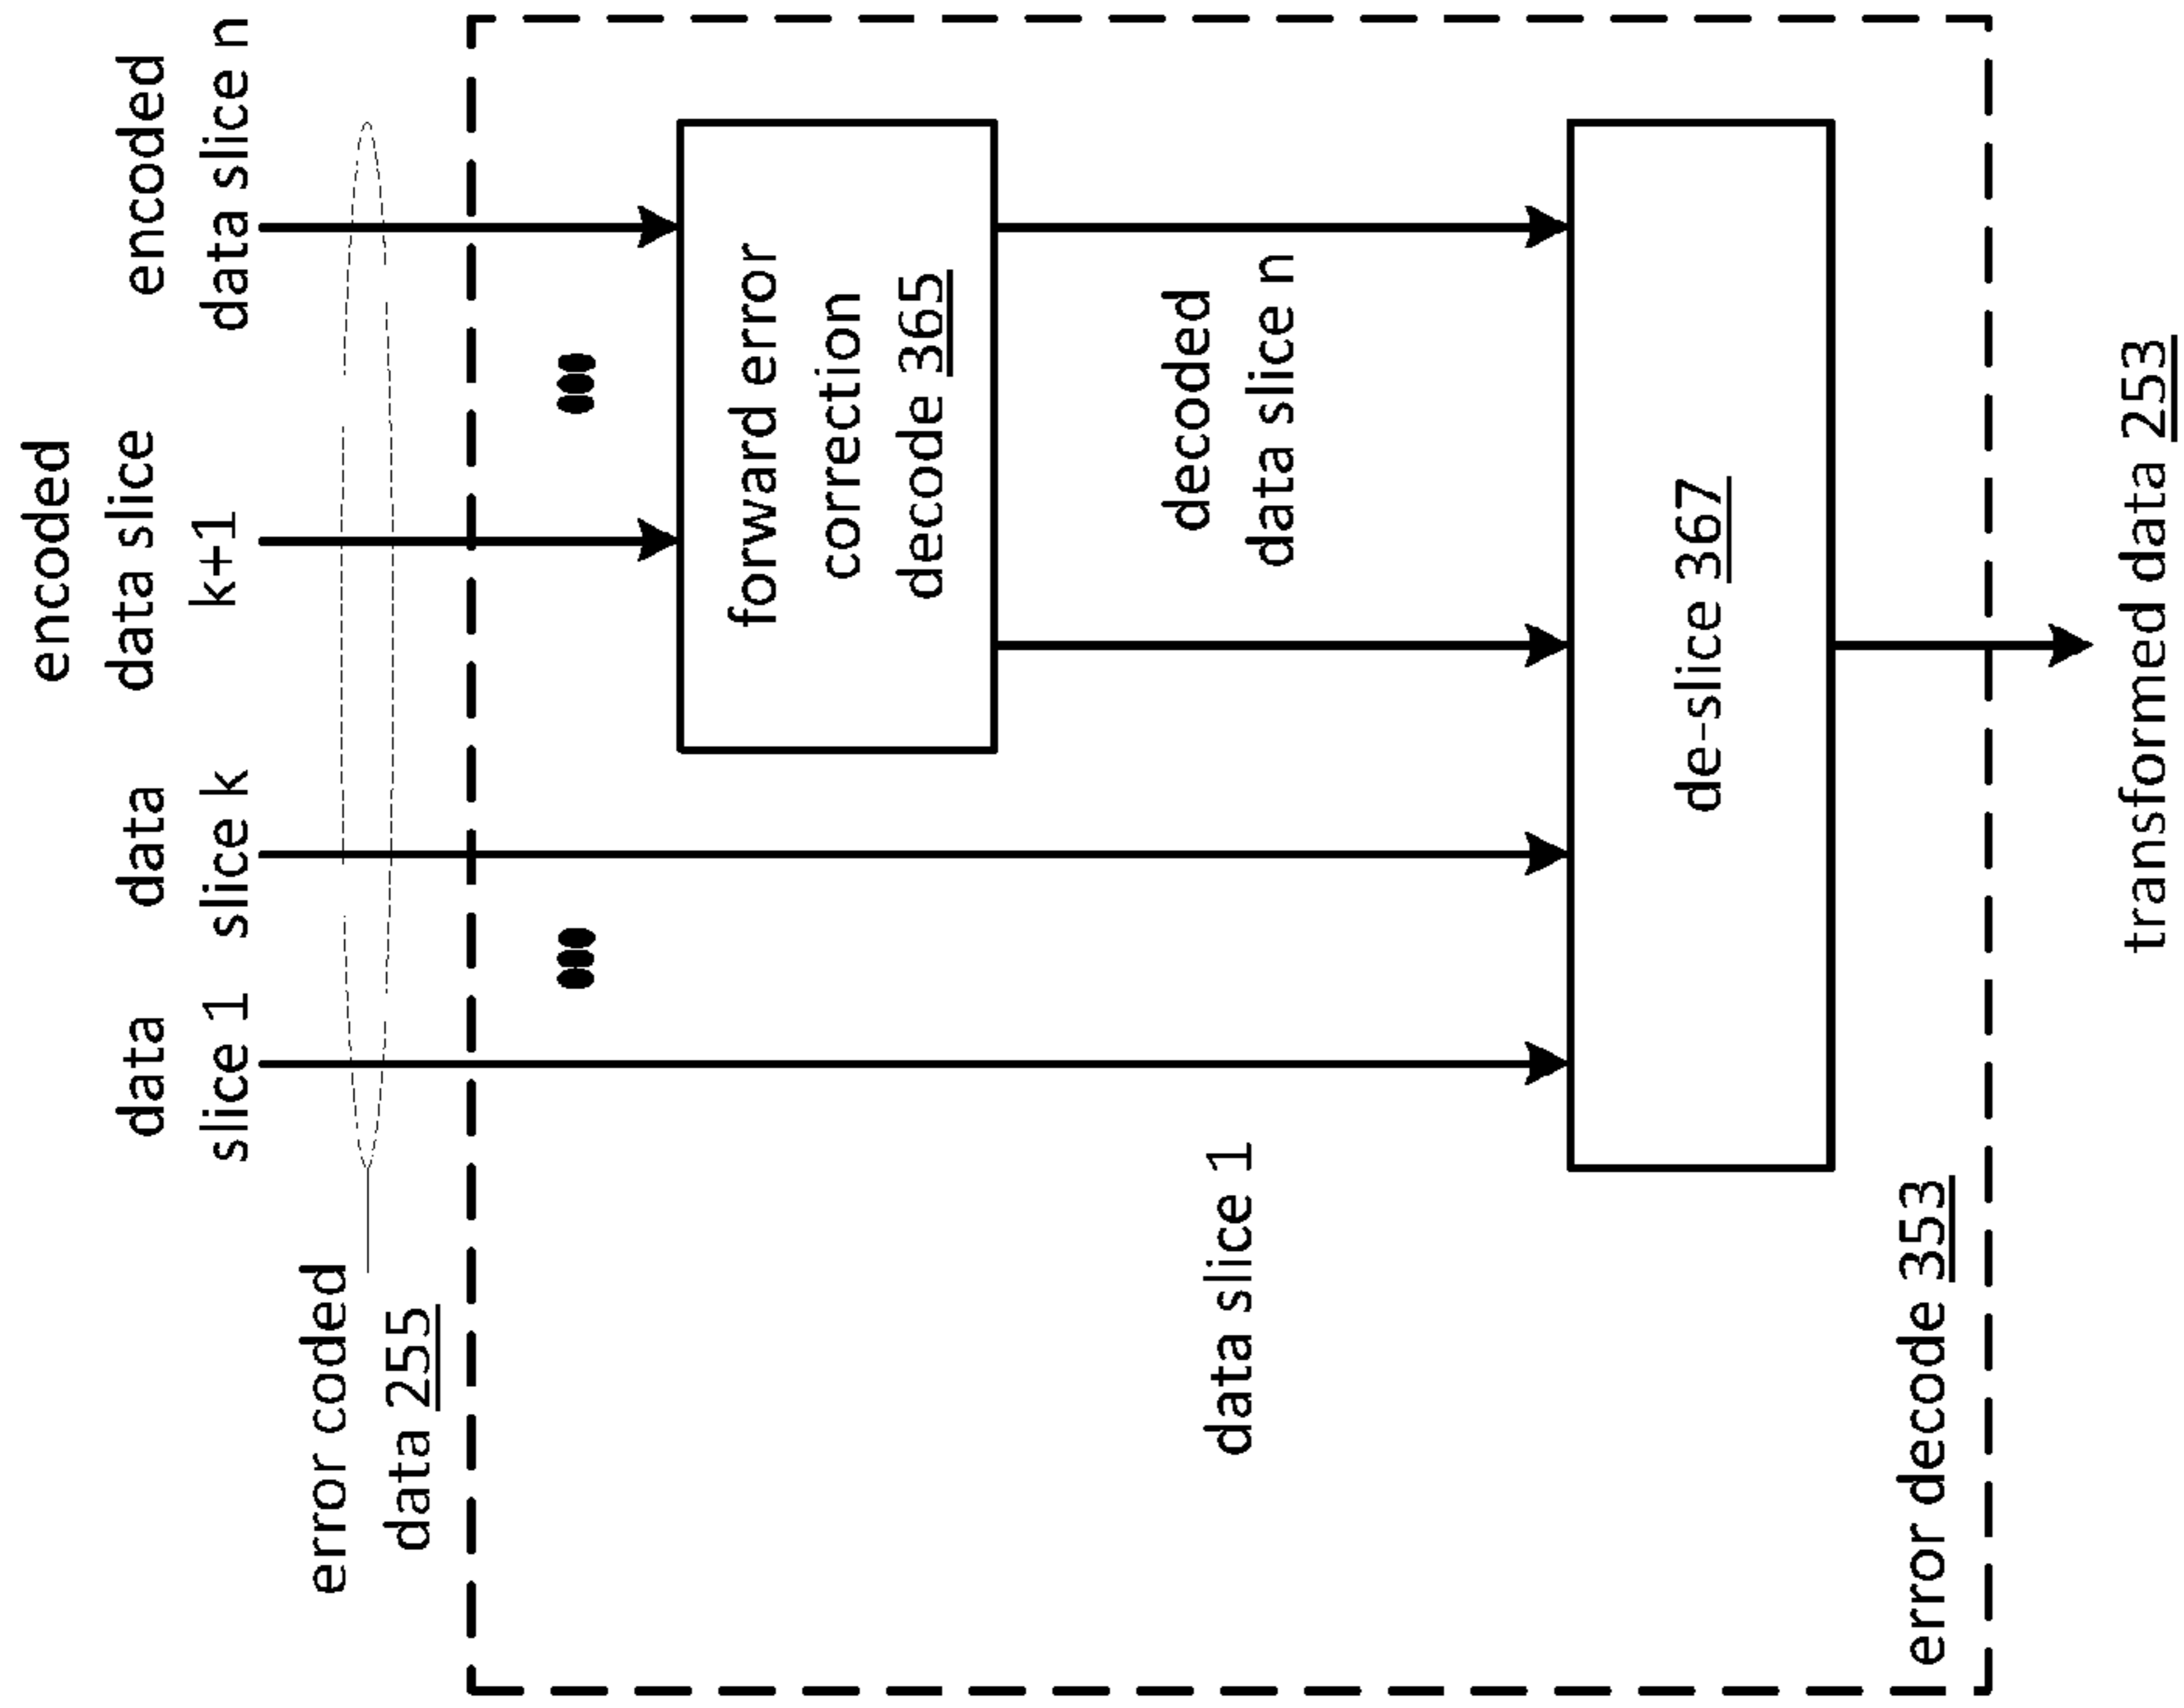 error coded
data 255
data
slice 1
data
slice k
encoded
data slice
k+1
encoded
data slice n
forward error
correction
decode 365
data slice 1
decoded
data slice n
de-slice 367
error decode 353
transformed data 253